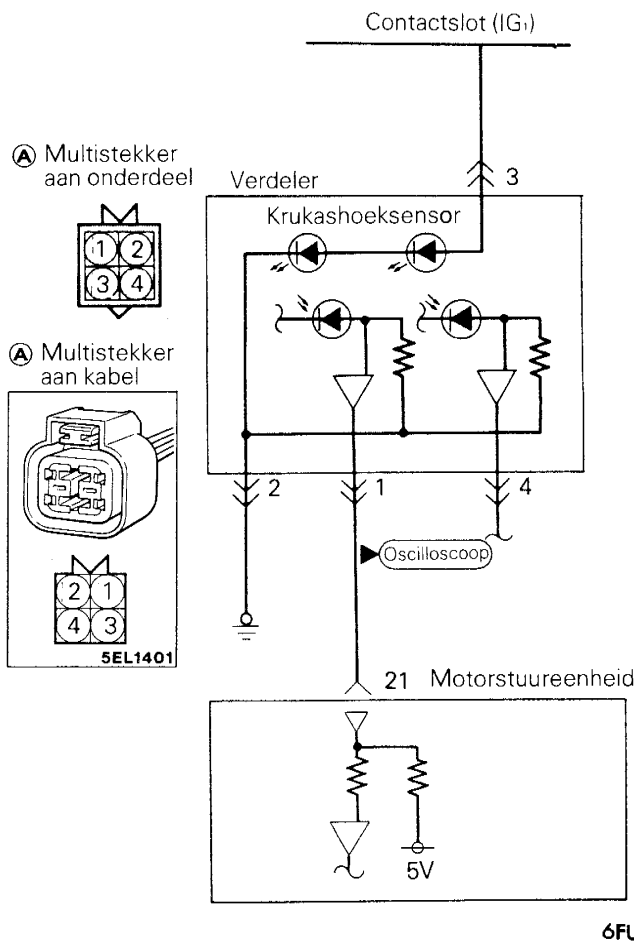 Contactslot (IG₁)
Ⓐ Multistekker
aan onderdeel
1 2
3 4
Verdeler
3
Krukashoeksensor
Ⓐ Multistekker
aan kabel
2 1
4 3
5EL1401
2
1
4
Oscilloscoop
21 Motorstuureenheid
5V
6FU